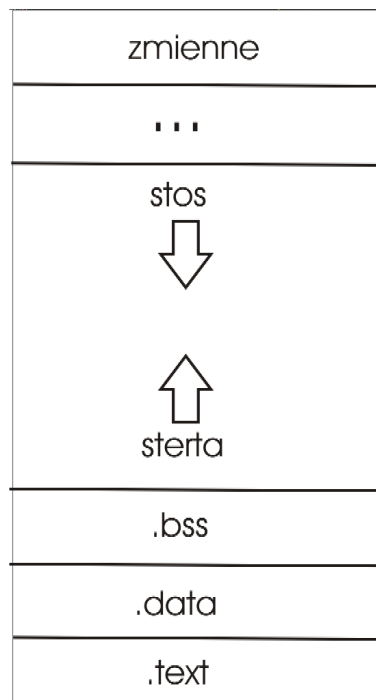 zmienne
...
stos
sterta
.bss
.data
.text